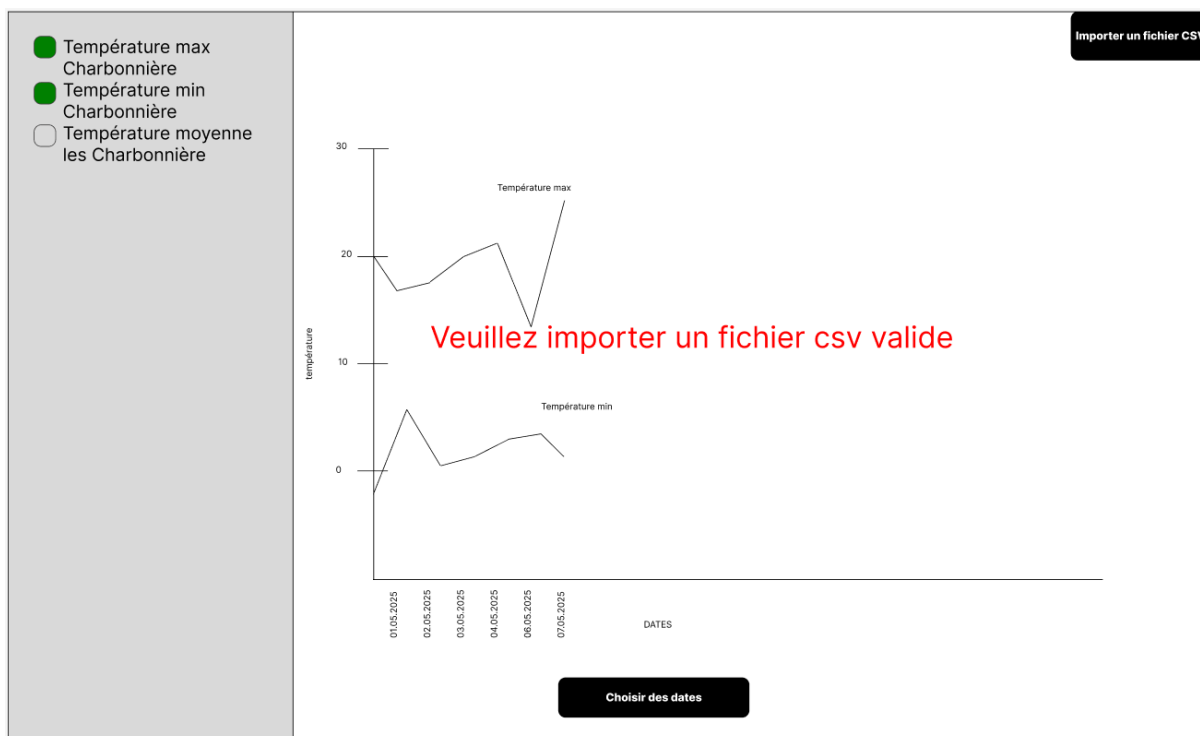 Température max
Charbonnière
Température min
Charbonnière
Température moyenne
les Charbonnière
Importer un fichier CSV
30
Température max
20
Veuillez importer un fichier csv valide
température
10
Température min
0
01.05.2025
02.05.2025
03.05.2025
04.05.2025
06.05.2025
07.05.2025
DATES
Choisir des dates